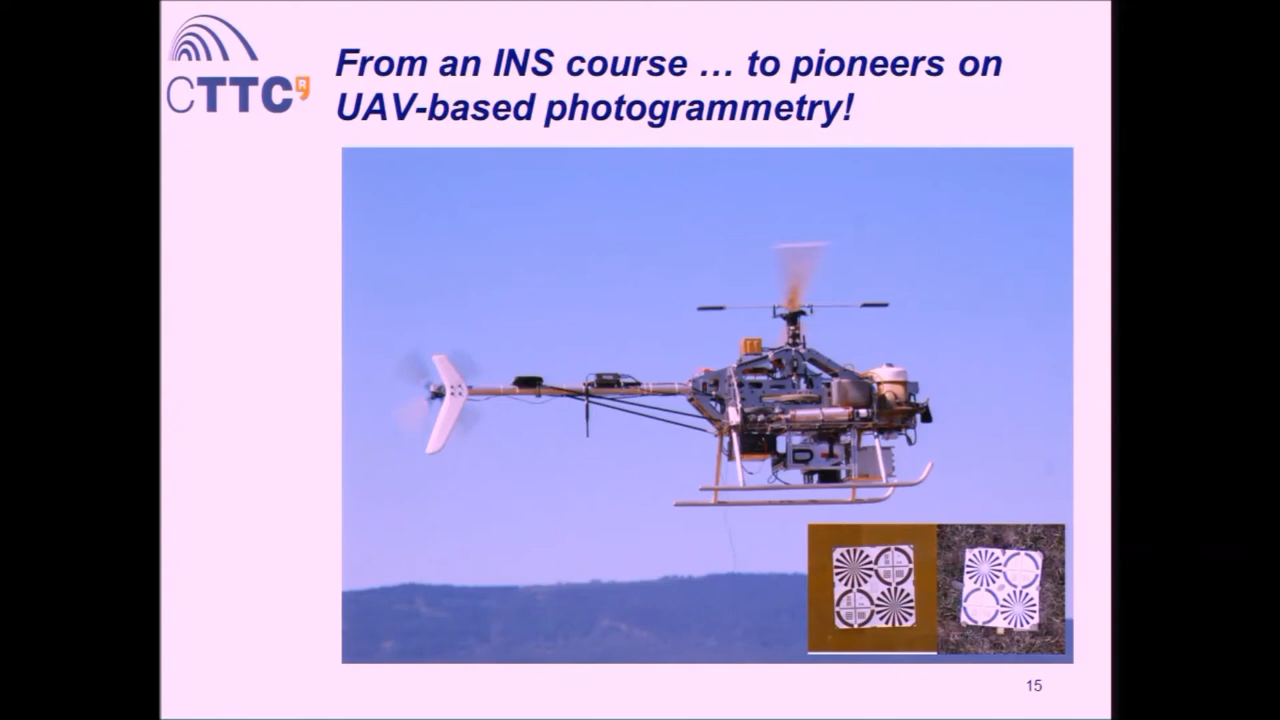 CTTC
R
From an INS course … to pioneers on
UAV-based photogrammetry!
15